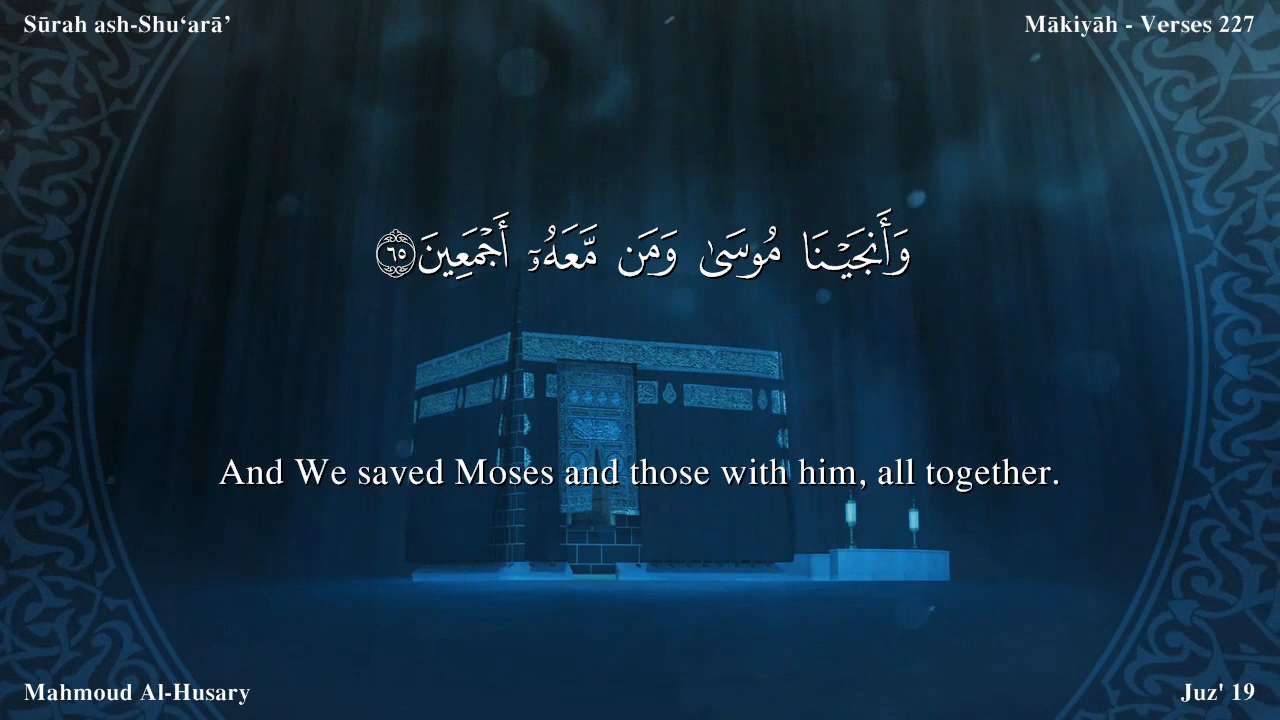 Sūrah ash-Shu‘arā’
Mākiyāh - Verses 227
وَأَنجَيْنَا مُوسَىٰ وَمَن مَّعَهُۥٓ أَجْمَعِينَ ٦٥
And We saved Moses and those with him, all together.
Mahmoud Al-Husary
Juz' 19